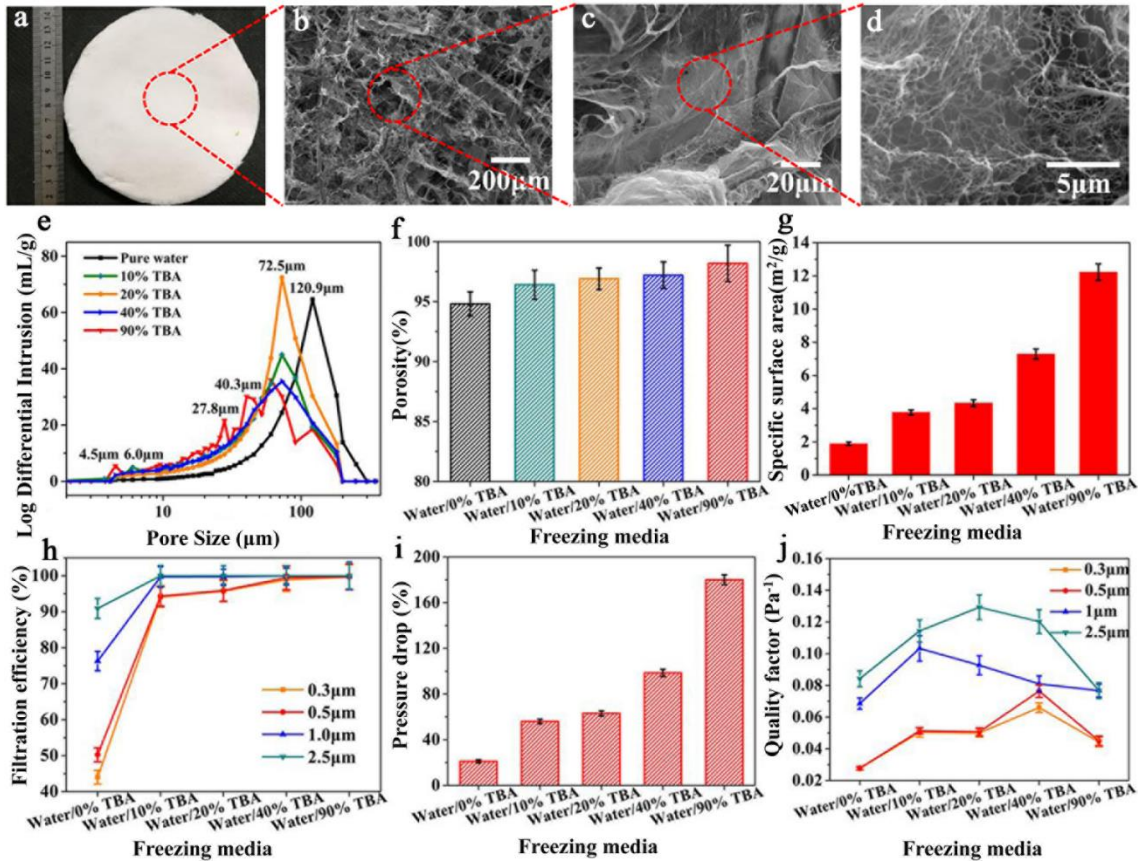 a
b
c
d
200μm
20μm
5μm
e
Log Differential Intrusion (mL/g)
80
60
40
20
0
Pure water
10% TBA
20% TBA
40% TBA
90% TBA
72.5μm
120.9μm
40.3μm
27.8μm
4.5μm
6.0μm
10
100
Pore Size (μm)
f
Porosity(%)
100
95
90
85
80
Water/0% TBA
Water/10% TBA
Water/20% TBA
Water/40% TBA
Water/90% TBA
Freezing media
g
Specific surface area(m²/g)
14
12
10
8
6
4
2
0
Water/0%TBA
Water/10% TBA
Water/20% TBA
Water/40% TBA
Water/90% TBA
Freezing media
h
Filtration efficiency (%)
100
90
80
70
60
50
40
0.3μm
0.5μm
1.0μm
2.5μm
Water/0% TBA
Water/10% TBA
Water/20% TBA
Water/40% TBA
Water/90% TBA
Freezing media
i
Pressure drop (%)
200
160
120
80
40
0
Water/0% TBA
Water/10% TBA
Water/20% TBA
Water/40% TBA
Water/90% TBA
Freezing media
j
Quality factor (Pa⁻¹)
0.16
0.14
0.12
0.10
0.08
0.06
0.04
0.02
0.3μm
0.5μm
1μm
2.5μm
Water/0% TBA
Water/10% TBA
Water/20% TBA
Water/40% TBA
Water/90% TBA
Freezing media